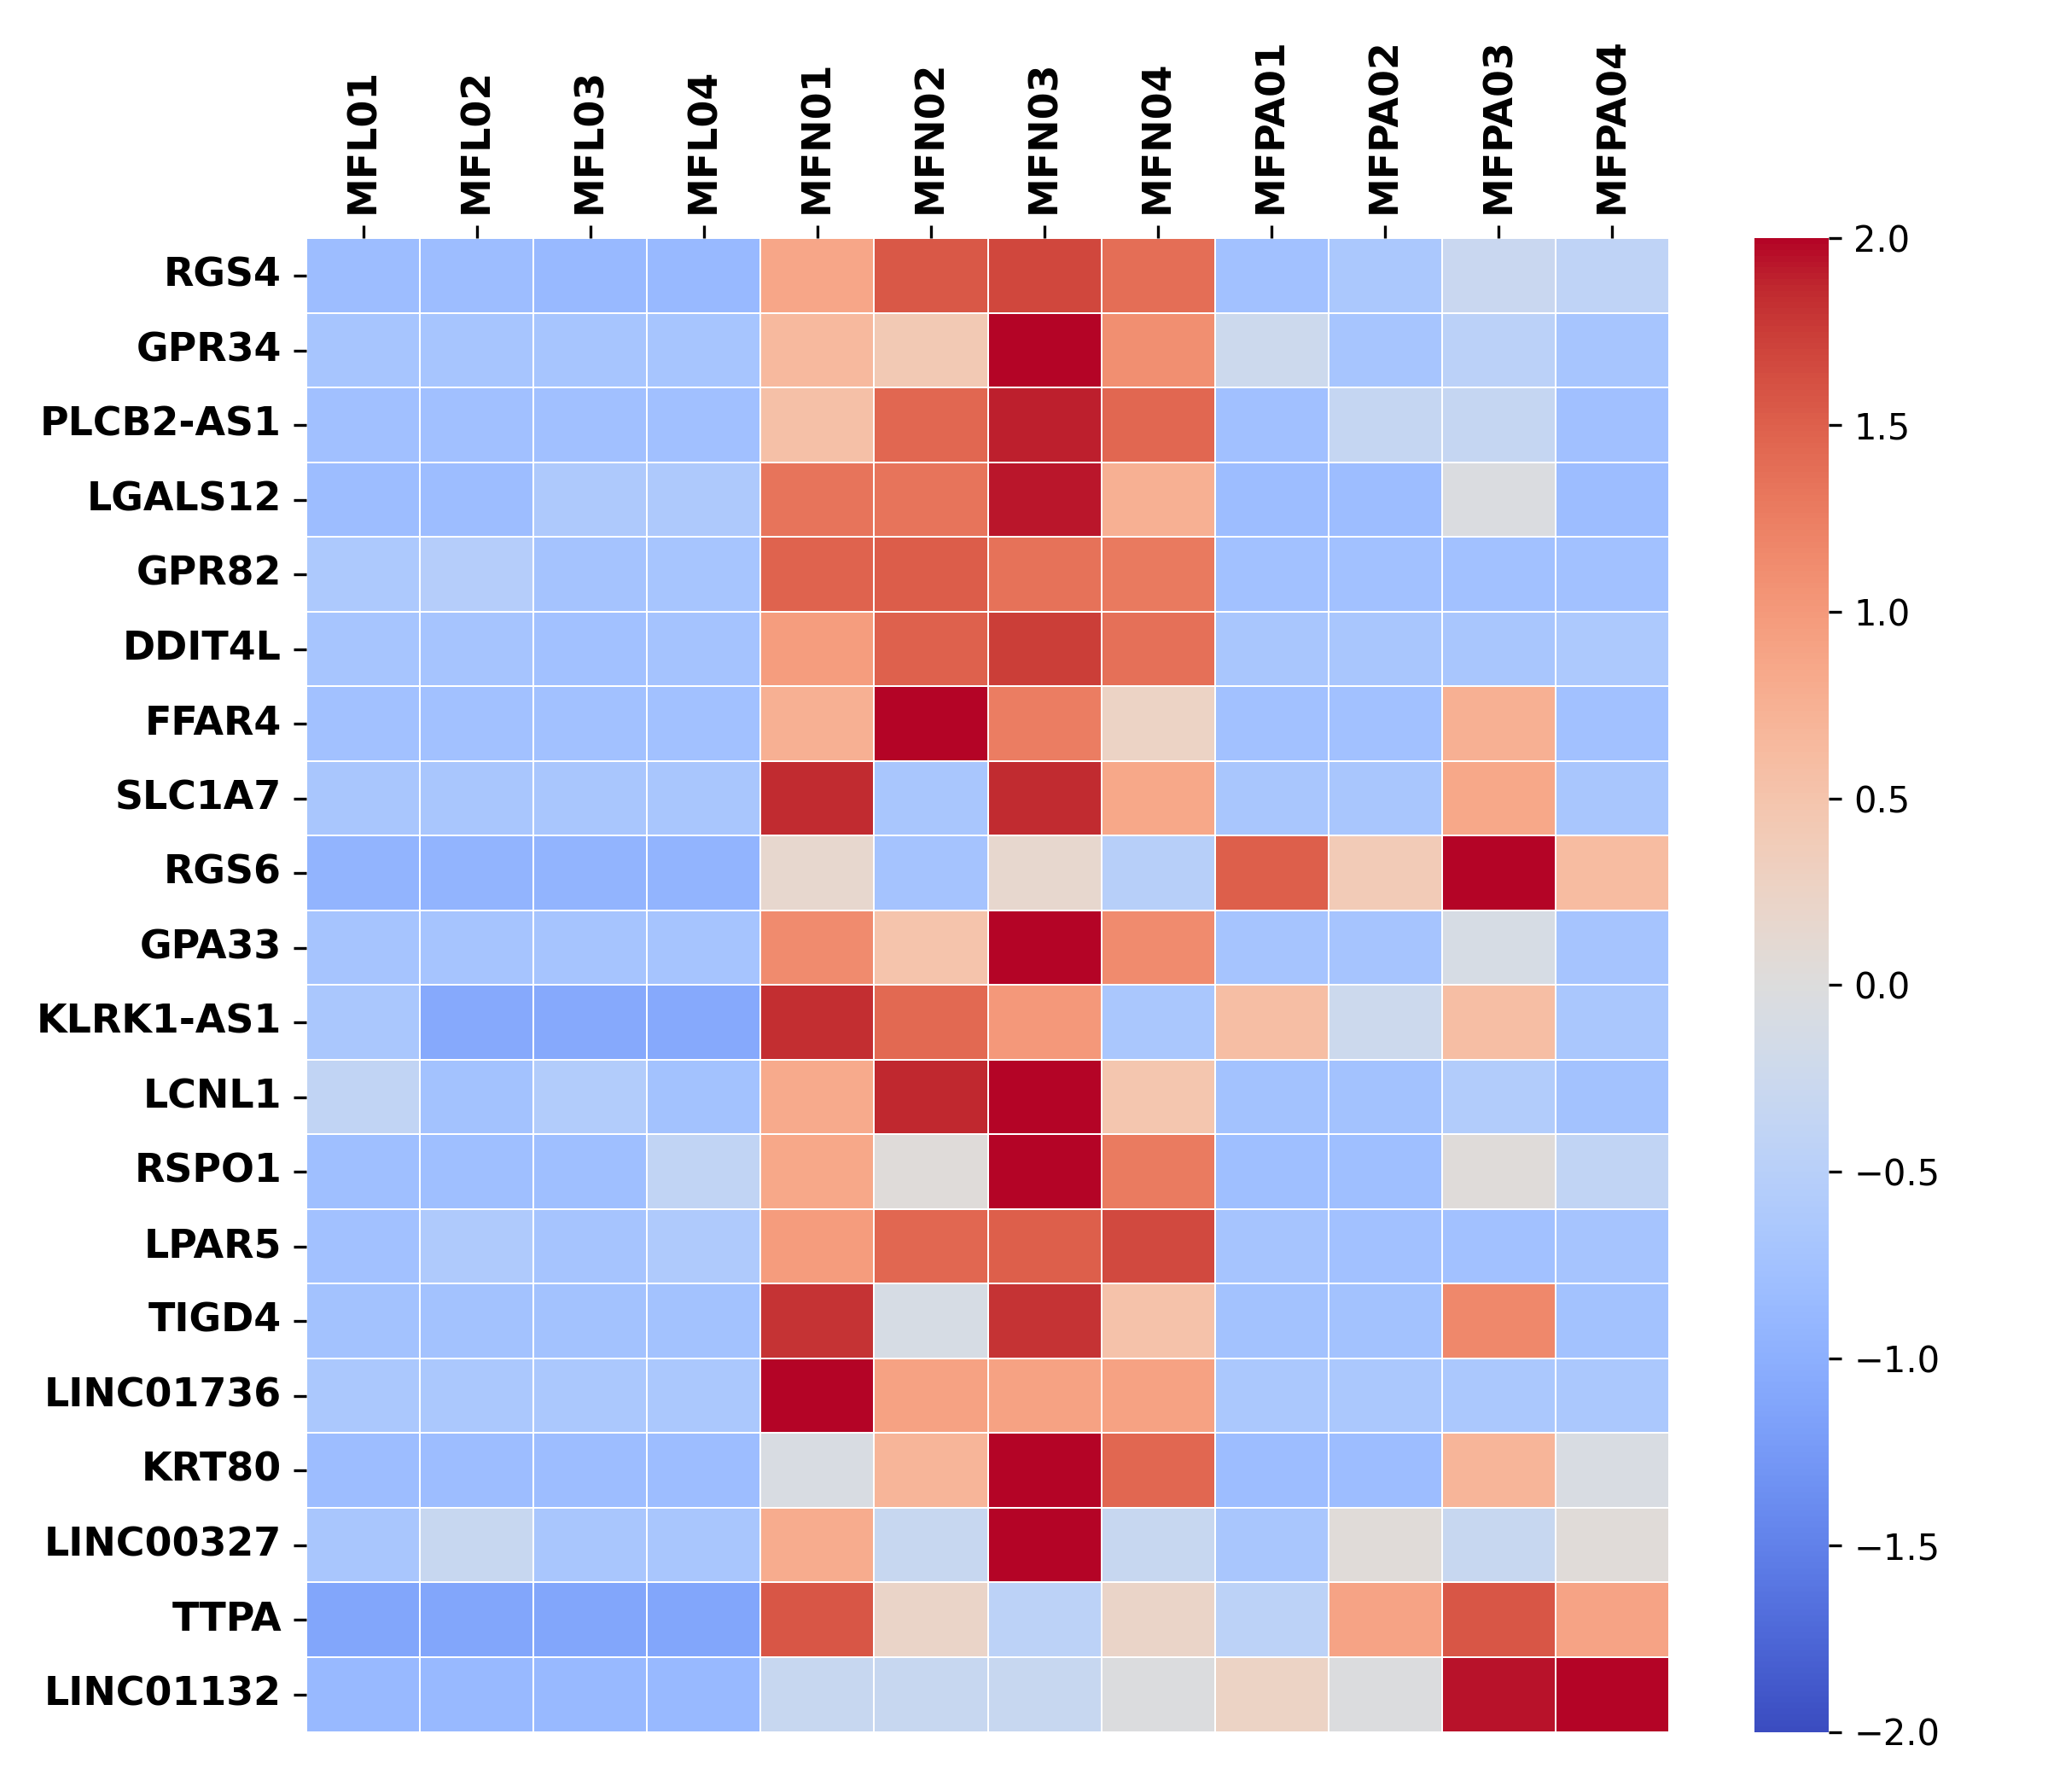 MFL01 MFL02 MFL03 MFL04 MFN01 MFN02 MFN03 MFN04 MFPA01 MFPA02 MFPA03 MFPA04
RGS4
GPR34
PLCB2-AS1
LGALS12
GPR82
DDIT4L
FFAR4
SLC1A7
RGS6
GPA33
KLRK1-AS1
LCNL1
RSPO1
LPAR5
TIGD4
LINC01736
KRT80
LINC00327
TTPA
LINC01132
2.0
1.5
1.0
0.5
0.0
−0.5
−1.0
−1.5
−2.0